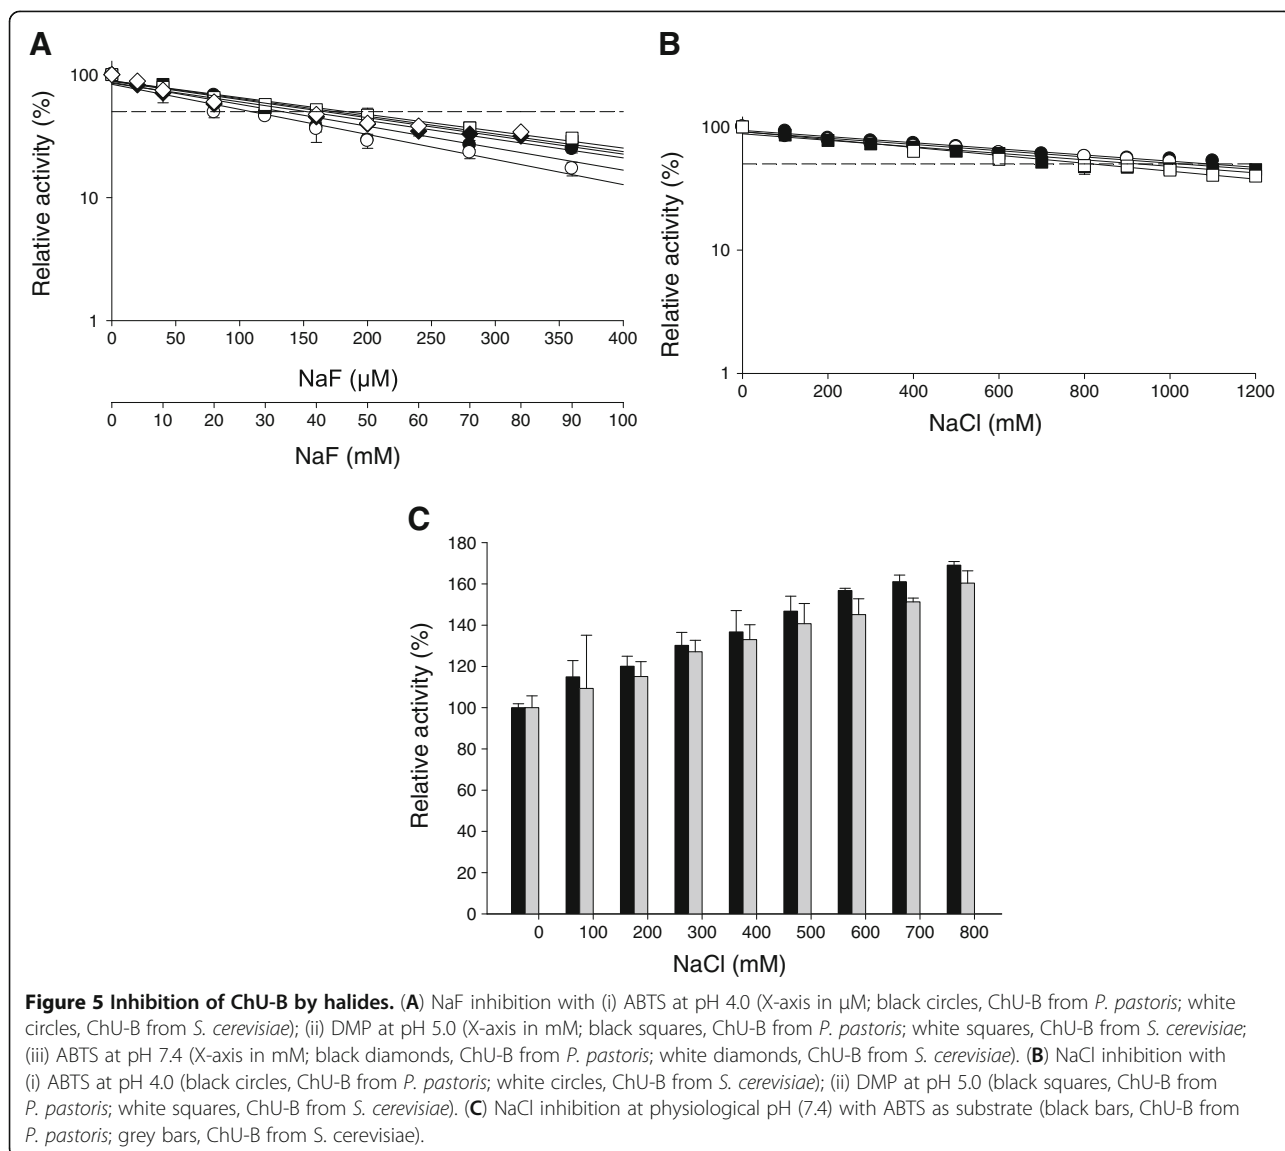 A
Relative activity (%)
100
10
1
0 50 100 150 200 250 300 350 400
NaF (µM)
0 10 20 30 40 50 60 70 80 90 100
NaF (mM)
B
Relative activity (%)
100
10
1
0 200 400 600 800 1000 1200
NaCl (mM)
C
Relative activity (%)
180
160
140
120
100
80
60
40
20
0
0 100 200 300 400 500 600 700 800
NaCl (mM)
Figure 5 Inhibition of ChU-B by halides. (A) NaF inhibition with (i) ABTS at pH 4.0 (X-axis in µM; black circles, ChU-B from P. pastoris; white
circles, ChU-B from S. cerevisiae); (ii) DMP at pH 5.0 (X-axis in mM; black squares, ChU-B from P. pastoris; white squares, ChU-B from S. cerevisiae;
(iii) ABTS at pH 7.4 (X-axis in mM; black diamonds, ChU-B from P. pastoris; white diamonds, ChU-B from S. cerevisiae). (B) NaCl inhibition with
(i) ABTS at pH 4.0 (black circles, ChU-B from P. pastoris; white circles, ChU-B from S. cerevisiae); (ii) DMP at pH 5.0 (black squares, ChU-B from
P. pastoris; white squares, ChU-B from S. cerevisiae). (C) NaCl inhibition at physiological pH (7.4) with ABTS as substrate (black bars, ChU-B from
P. pastoris; grey bars, ChU-B from S. cerevisiae).